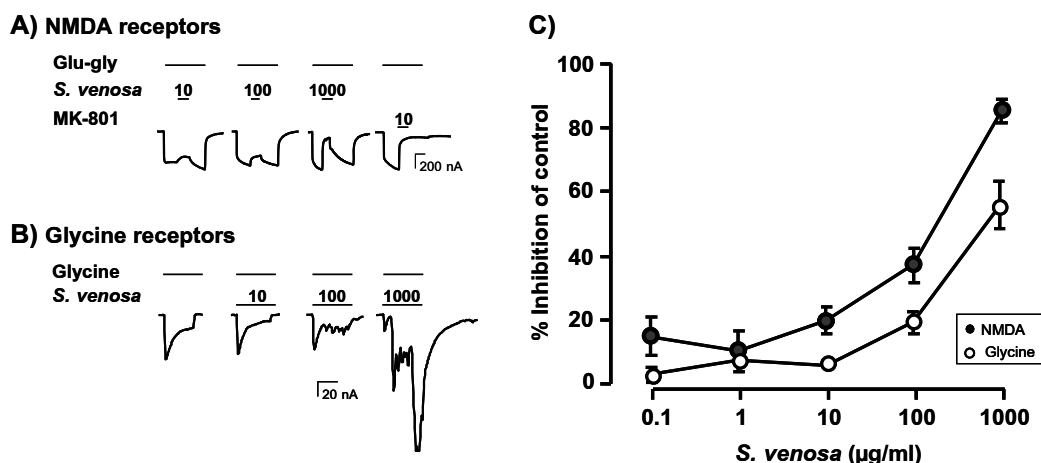 A) NMDA receptors
Glu-gly
S. venosa 10 100 1000
MK-801 10
200 nA
B) Glycine receptors
Glycine
S. venosa 10 100 1000
20 nA
C)
% Inhibition of control
100
80
60
40
20
0
0.1 1 10 100 1000
S. venosa (µg/ml)
NMDA
Glycine